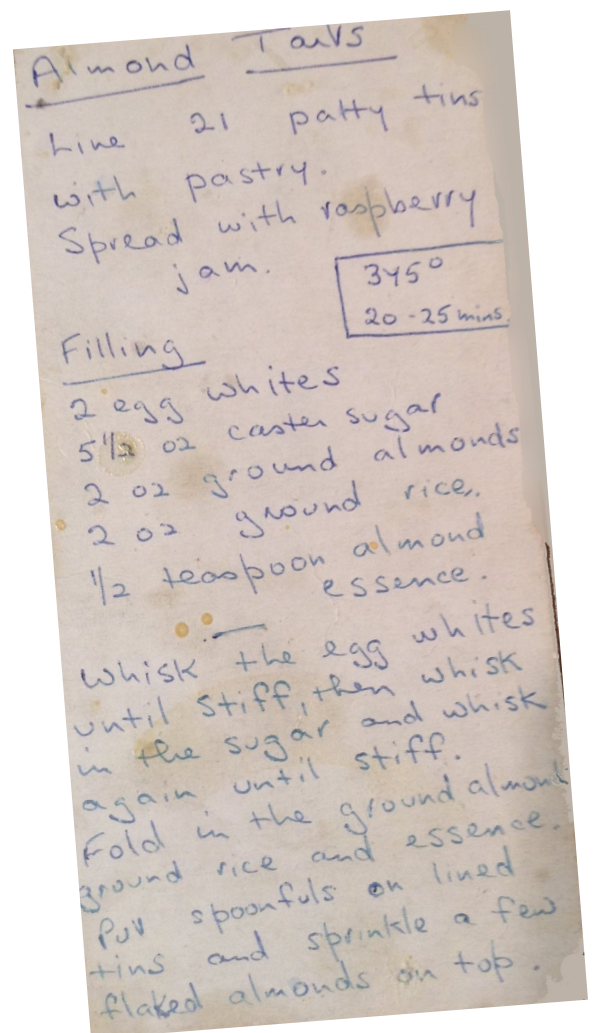 Almond Tarts
Line 21 patty tins
with pastry.
Spread with raspberry
jam.
345°
20-25 mins.
Filling
2 egg whites
5 1/2 oz caster sugar
2 oz ground almonds
2 oz ground rice.
1/2 teaspoon almond
essence.
Whisk the egg whites
until stiff, then whisk
in the sugar and whisk
again until stiff.
Fold in the ground almond
ground rice and essence.
Put spoonfuls on lined
tins and sprinkle a few
flaked almonds on top.